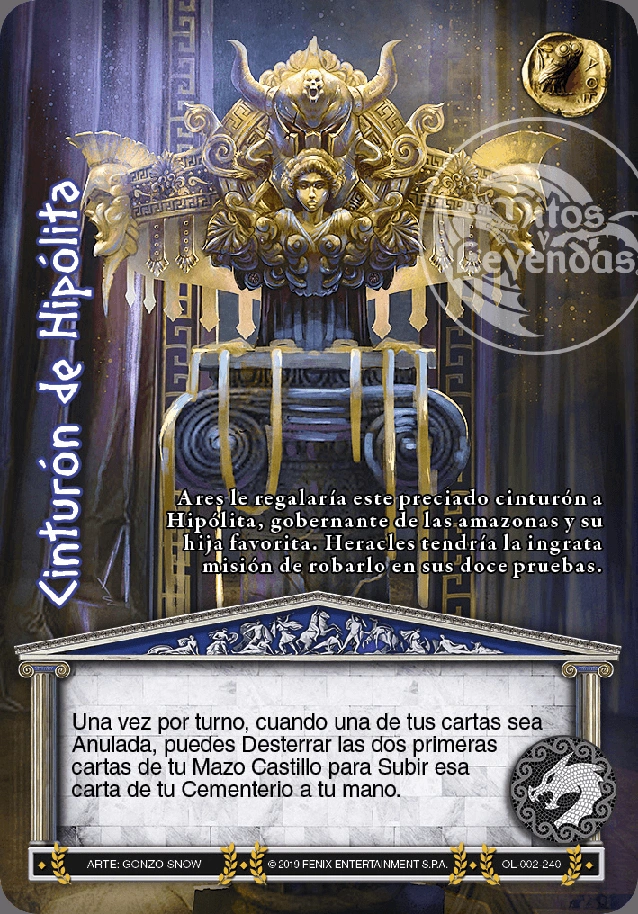 ΑΘΕ
Mitos
y
Leyendas
Cinturón de Hipólita
Ares le regalaría este preciado cinturón a
Hipólita, gobernante de las amazonas y su
hija favorita. Heracles tendría la ingrata
misión de robarlo en sus doce pruebas.
Una vez por turno, cuando una de tus cartas sea
Anulada, puedes Desterrar las dos primeras
cartas de tu Mazo Castillo para Subir esa
carta de tu Cementerio a tu mano.
ARTE: GONZO SNOW
© 2019 FENIX ENTERTAINMENT S.P.A.
OL 002-240